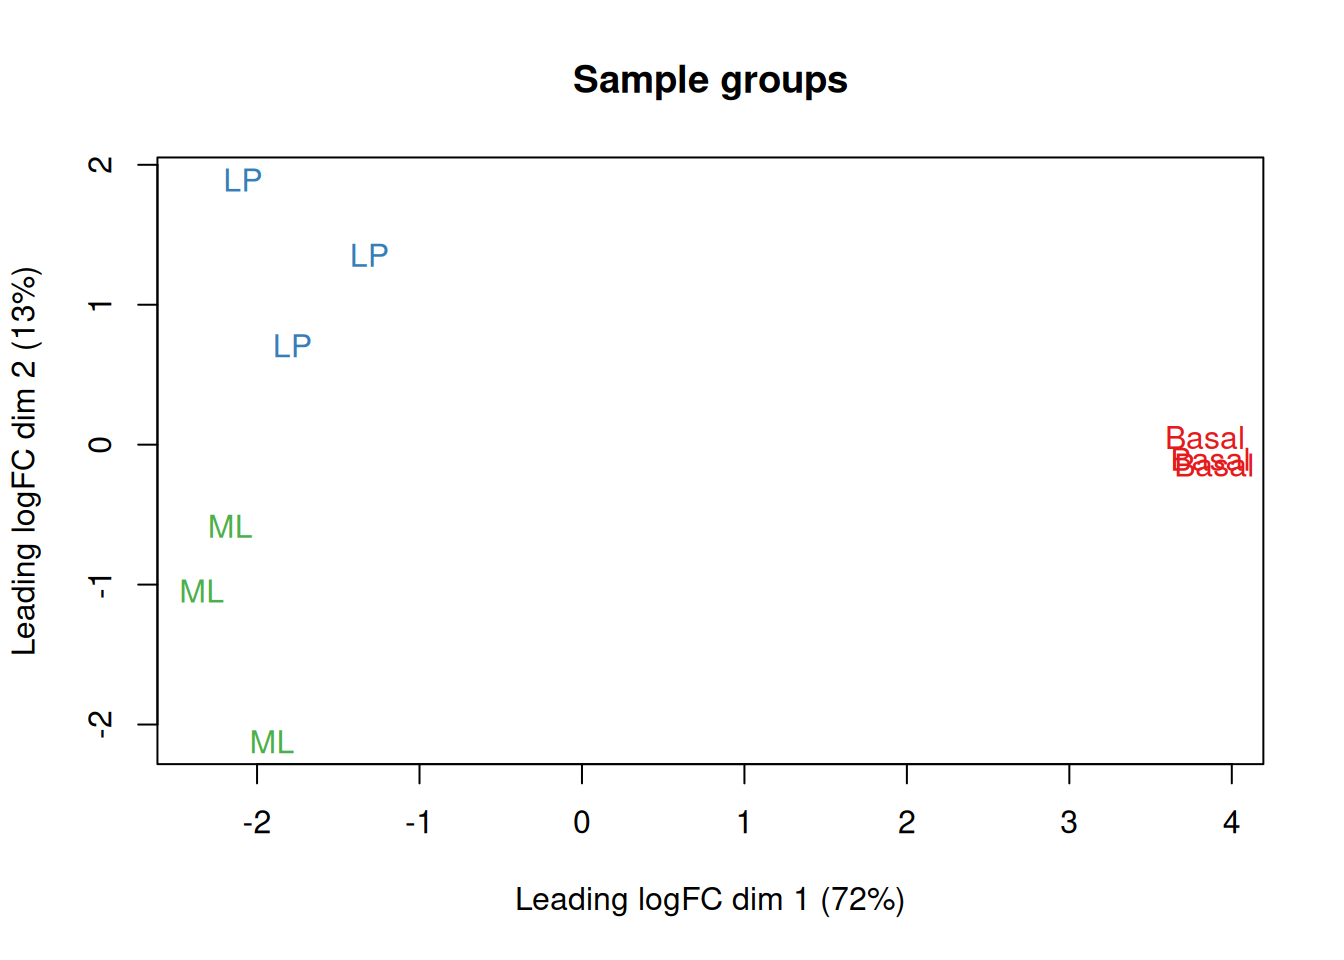 Sample groups
Leading logFC dim 2 (13%)
2
1
0
-1
-2
LP
LP
LP
Basal
Basal
Basal
ML
ML
ML
-2 -1 0 1 2 3 4
Leading logFC dim 1 (72%)